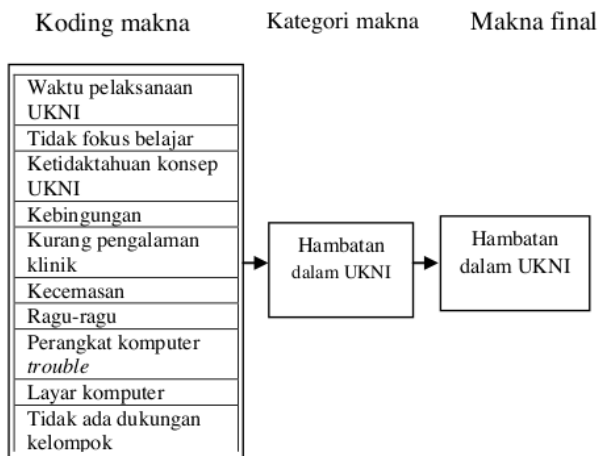 Koding makna
Kategori makna
Makna final
Waktu pelaksanaan
UKNI
Tidak fokus belajar
Ketidaktahuan konsep
UKNI
Kebingungan
Kurang pengalaman
klinik
Kecemasan
Ragu-ragu
Perangkat komputer
trouble
Layar komputer
Tidak ada dukungan
kelompok
Hambatan
dalam UKNI
Hambatan
dalam UKNI